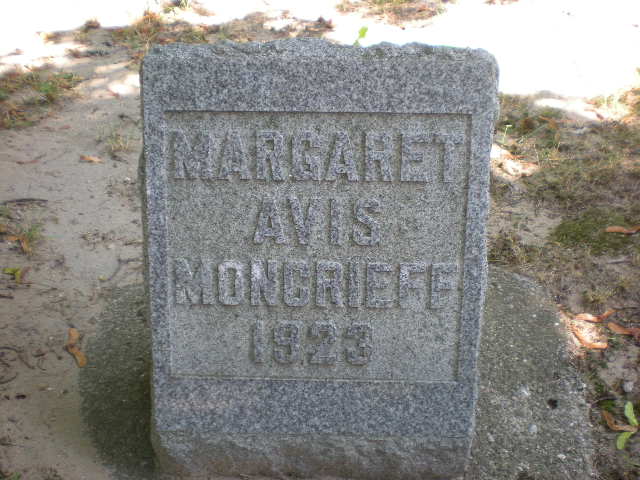 MARGARET
AVIS
MONCRIEFF
1923